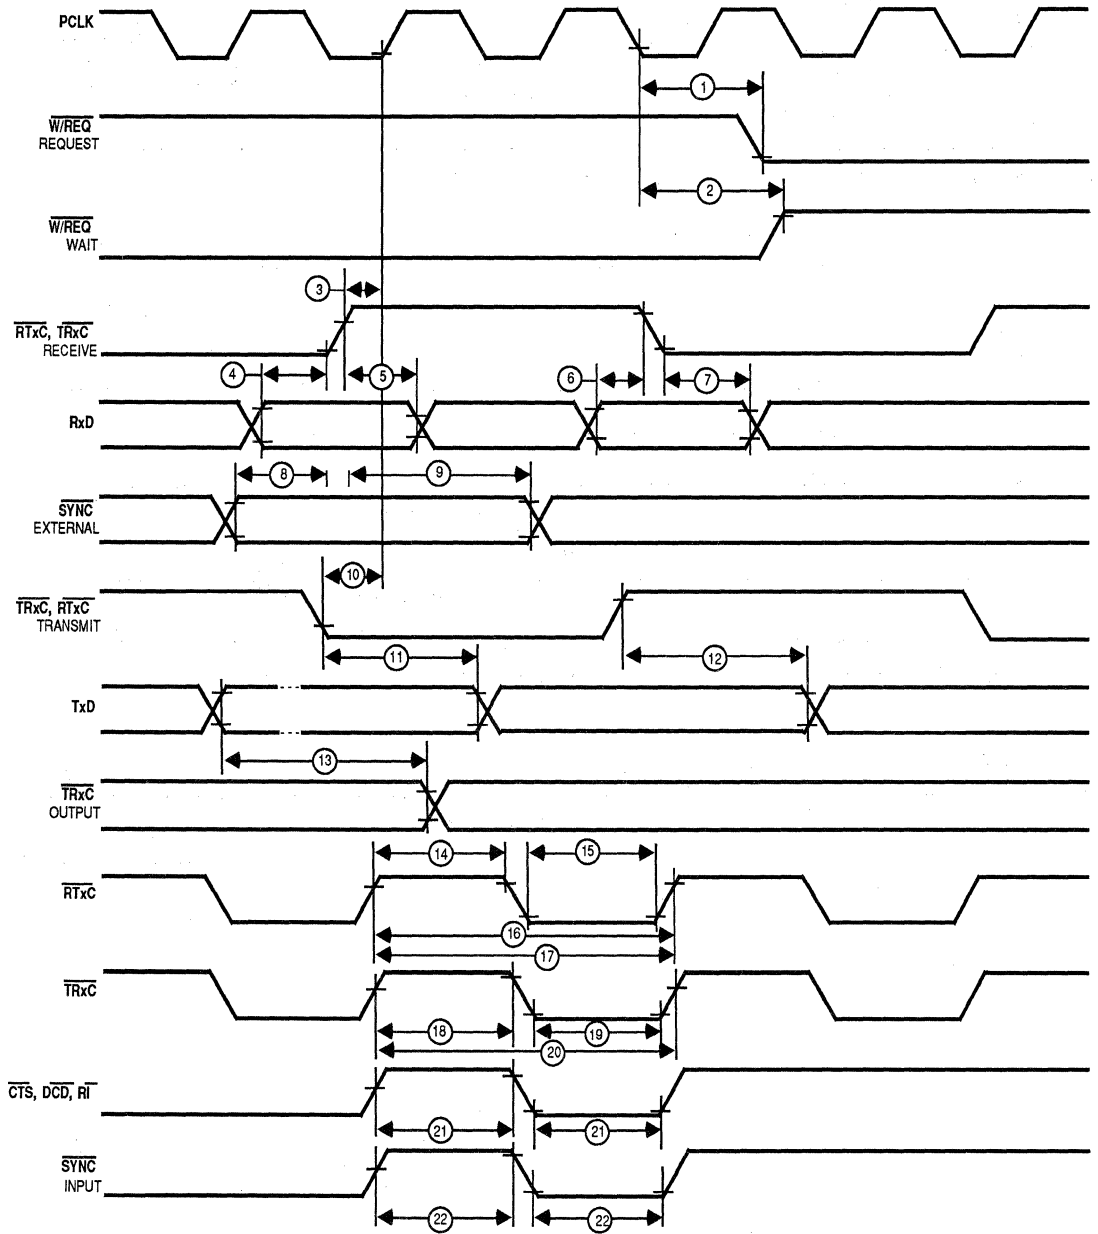 PCLK
1
W/REQ
REQUEST
2
W/REQ
WAIT
3
RTxC, TRxC
RECEIVE
4
5
6
7
RxD
8
9
SYNC
EXTERNAL
10
TRxC, RTxC
TRANSMIT
11
12
TxD
13
TRxC
OUTPUT
14
15
RTxC
16
17
TRxC
18
19
20
CTS, DCD, RI
21
21
SYNC
INPUT
22
22